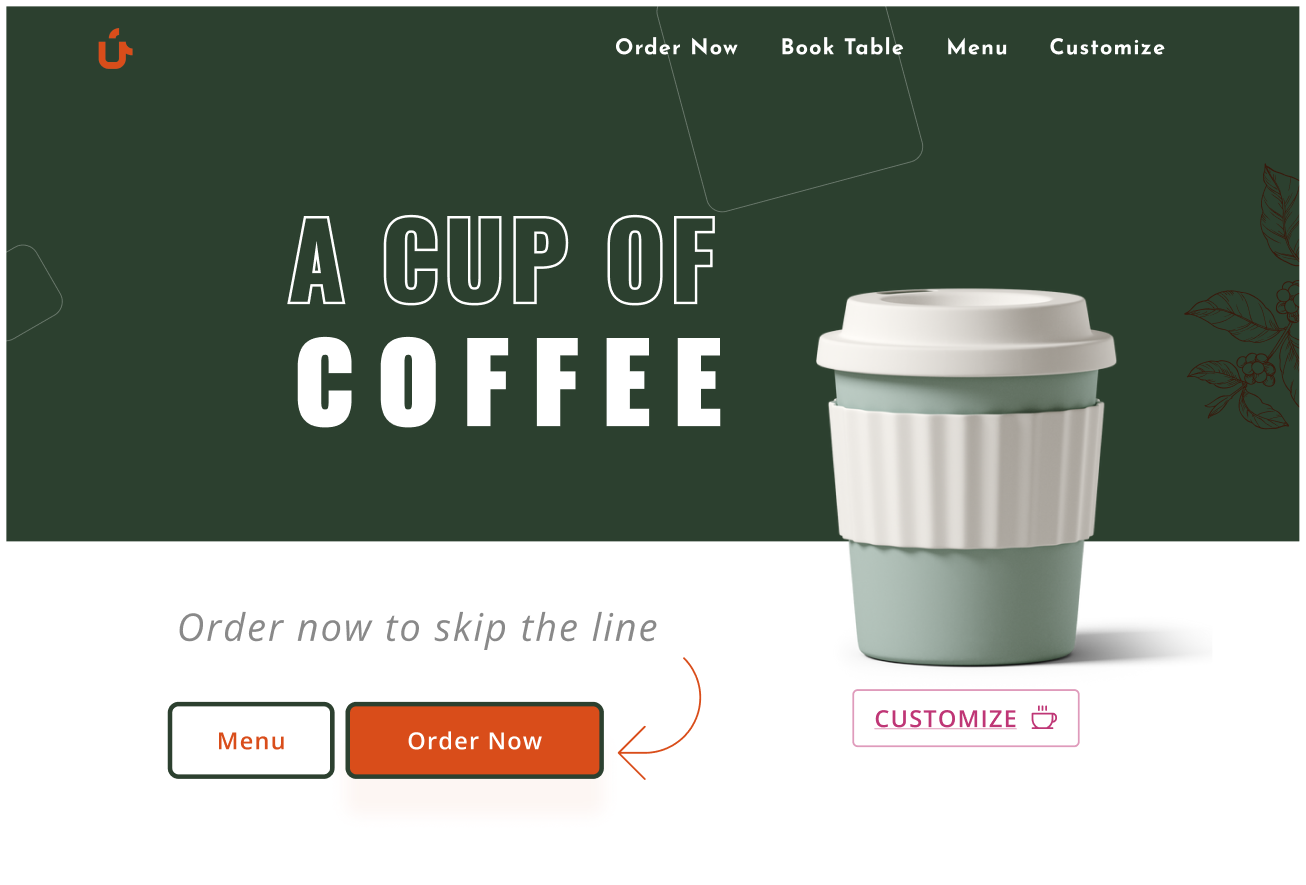 Order Now Book Table Menu Customize
A CUP OF
COFFEE
Order now to skip the line
Menu Order Now
CUSTOMIZE